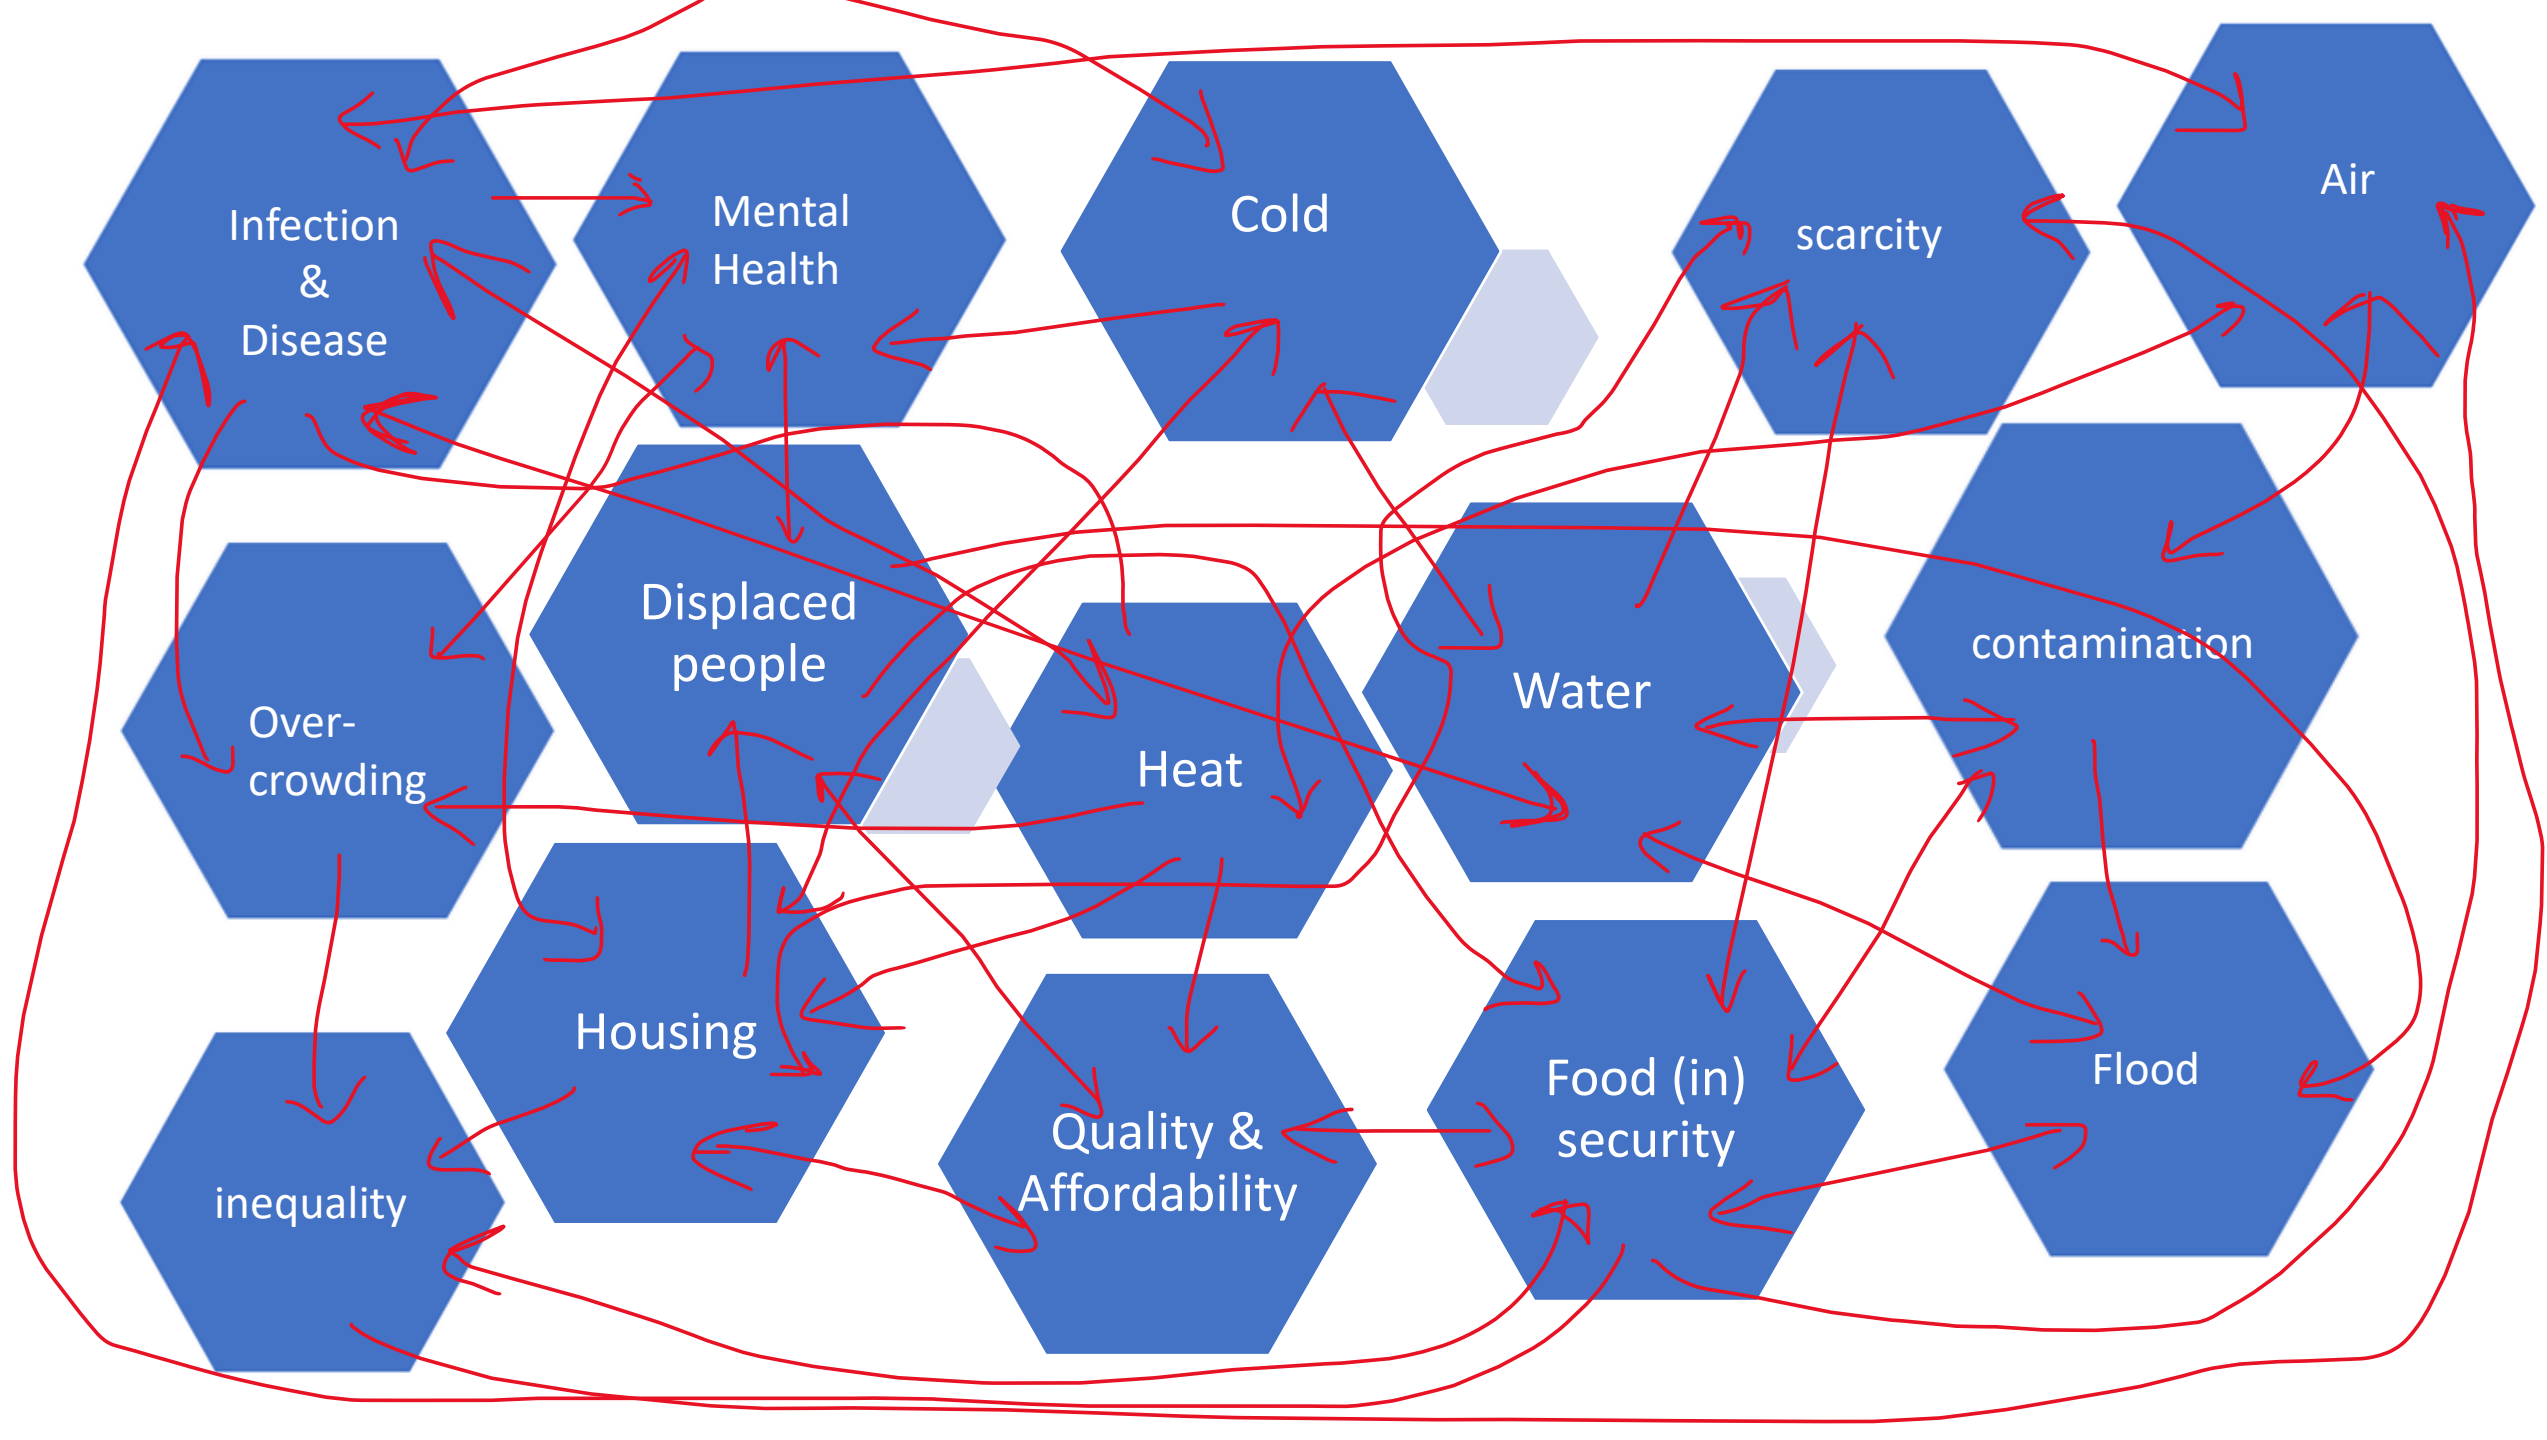 Infection
&
Disease
Mental
Health
Cold
scarcity
Air
Over-
crowding
Displaced
people
Heat
Water
contamination
inequality
Housing
Quality &
Affordability
Food (in)
security
Flood